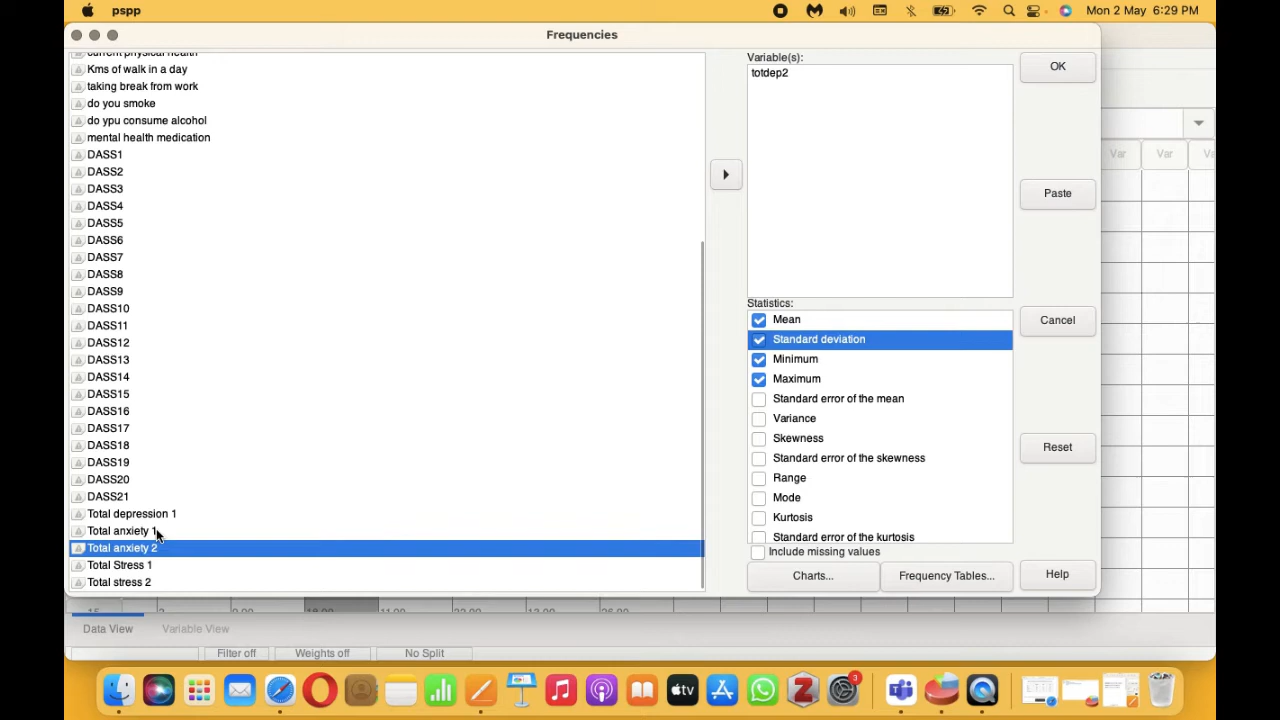 pspp
Mon 2 May 6:29 PM
Frequencies
current physical health
Kms of walk in a day
taking break from work
do you smoke
do ypu consume alcohol
mental health medication
DASS1
DASS2
DASS3
DASS4
DASS5
DASS6
DASS7
DASS8
DASS9
DASS10
DASS11
DASS12
DASS13
DASS14
DASS15
DASS16
DASS17
DASS18
DASS19
DASS20
DASS21
Total depression 1
Total anxiety 1
Total anxiety 2
Total Stress 1
Total stress 2
Variable(s):
totdep2
Statistics:
Mean
Standard deviation
Minimum
Maximum
Standard error of the mean
Variance
Skewness
Standard error of the skewness
Range
Mode
Kurtosis
Standard error of the kurtosis
Include missing values
Charts...
Frequency Tables...
OK
Paste
Cancel
Reset
Help
Var
Var
Data View
Variable View
Filter off
Weights off
No Split
tv
3